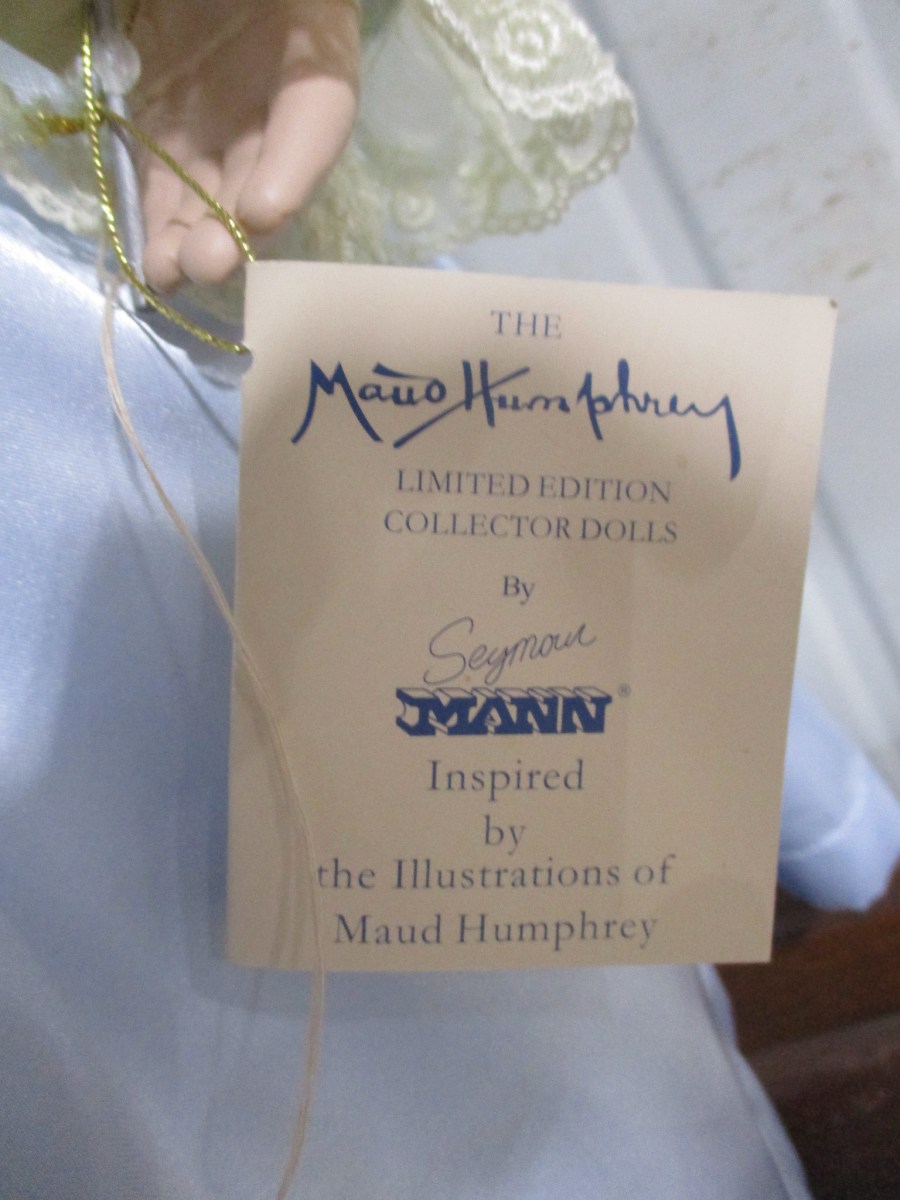 THE
Maud Humphrey
LIMITED EDITION
COLLECTOR DOLLS
By
Seymour
MANN®
Inspired
by
the Illustrations of
Maud Humphrey